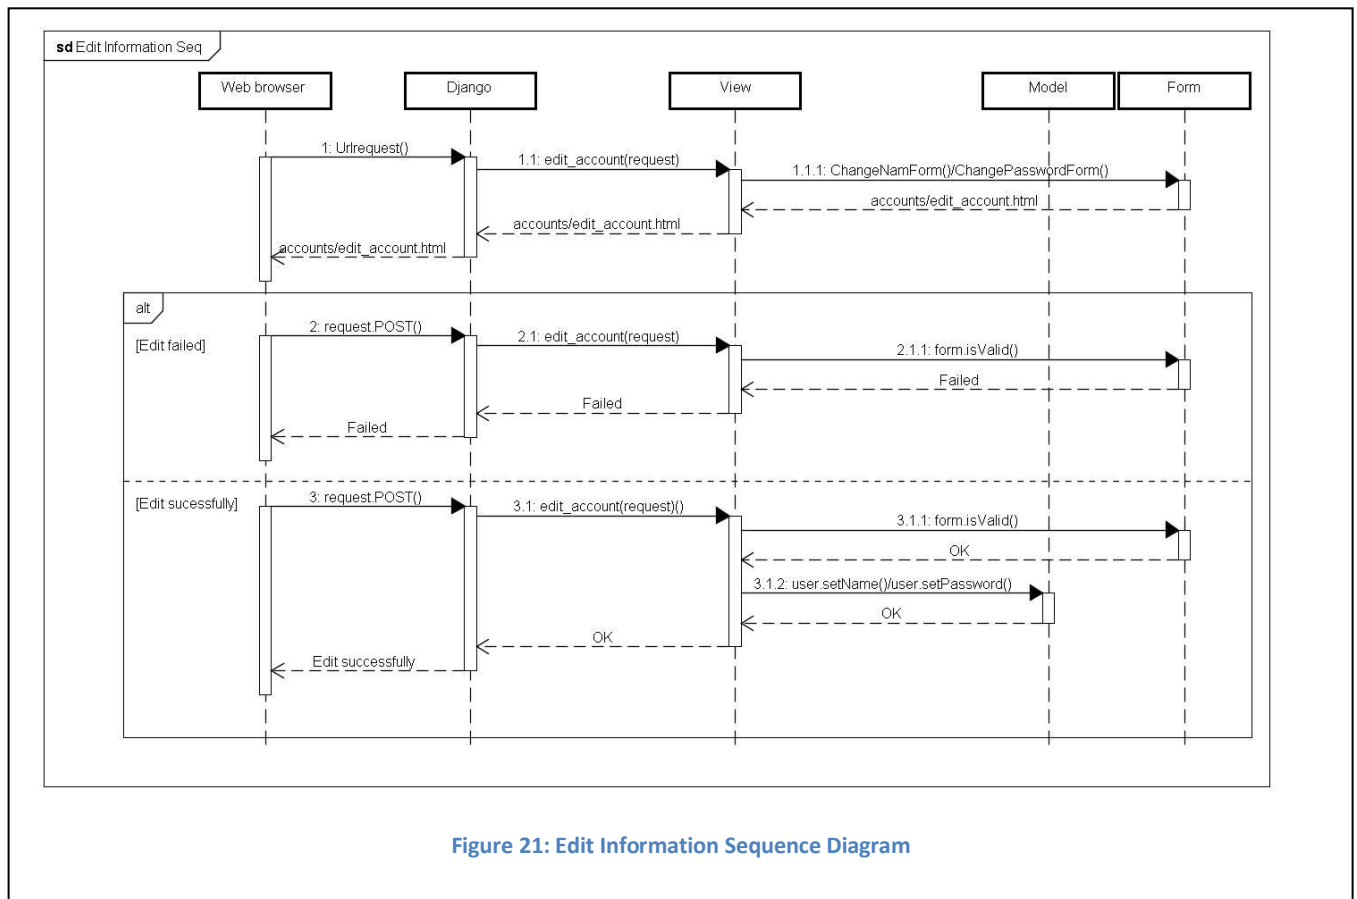 sd Edit Information Seq
Web browser
Django
View
Model
Form
1: Urlrequest()
1.1: edit_account(request)
1.1.1: ChangeNamForm()/ChangePasswordForm()
accounts/edit_account.html
accounts/edit_account.html
accounts/edit_account.html
alt
[Edit failed]
2: request.POST()
2.1: edit_account(request)
2.1.1: form.isValid()
Failed
Failed
Failed
[Edit sucessfully]
3: request.POST()
3.1: edit_account(request)()
3.1.1: form.isValid()
OK
3.1.2: user.setName()/user.setPassword()
OK
OK
Edit successfully
Figure 21: Edit Information Sequence Diagram